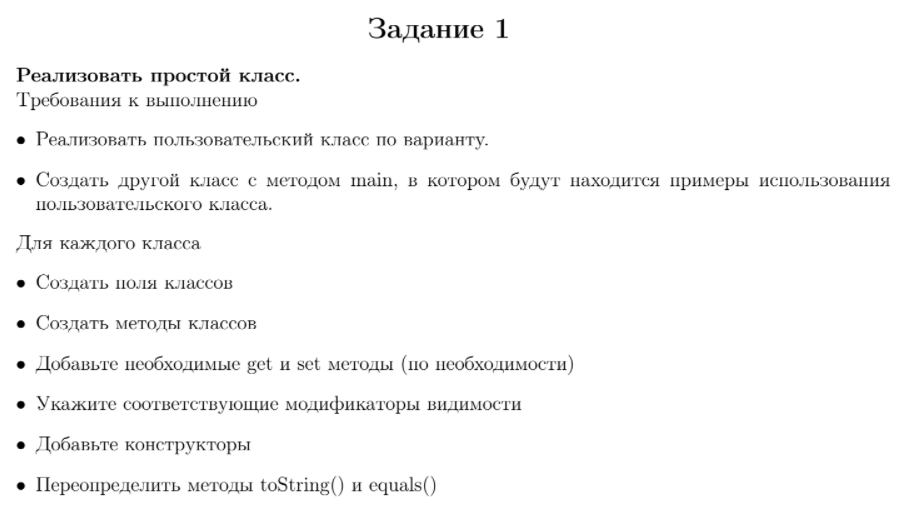 Задание 1
Реализовать простой класс.
Требования к выполнению
• Реализовать пользовательский класс по варианту.
• Создать другой класс с методом main, в котором будут находится примеры использования
пользовательского класса.
Для каждого класса
• Создать поля классов
• Создать методы классов
• Добавьте необходимые get и set методы (по необходимости)
• Укажите соответствующие модификаторы видимости
• Добавьте конструкторы
• Переопределить методы toString() и equals()